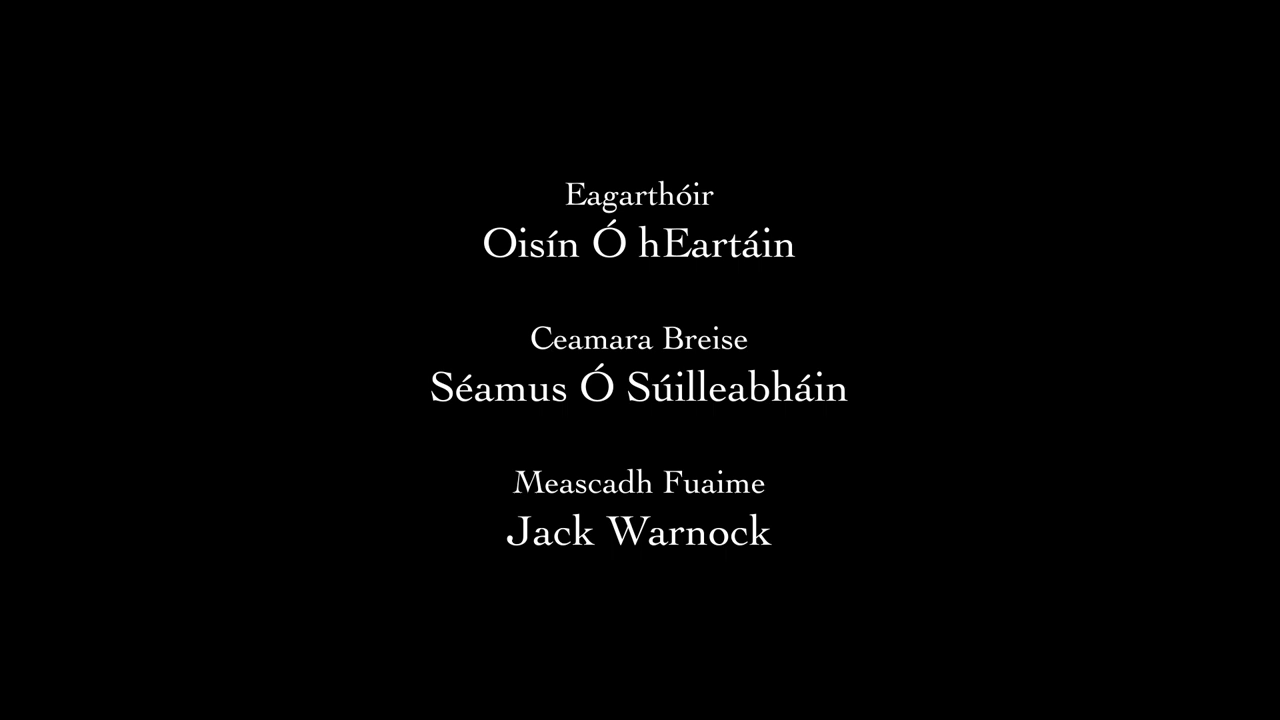 Eagarthóir
Oisín Ó hEartáin
Ceamara Breise
Séamus Ó Súilleabháin
Meascadh Fuaime
Jack Warnock